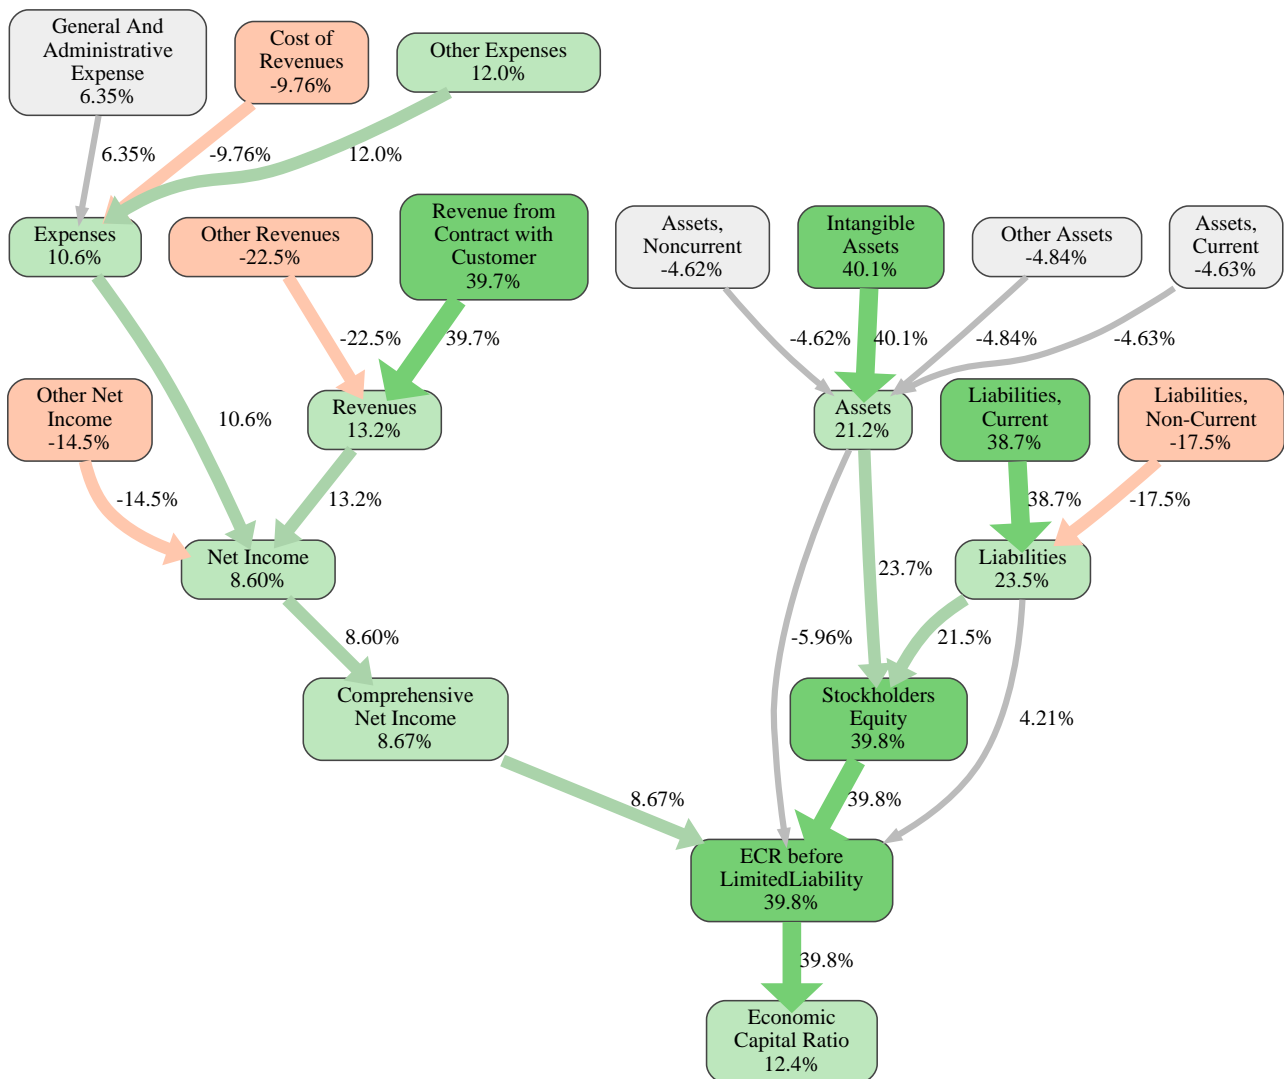 General And
Administrative
Expense
6.35%
Cost of
Revenues
-9.76%
Other Expenses
12.0%
6.35%
-9.76%
12.0%
Expenses
10.6%
Other Revenues
-22.5%
Revenue from
Contract with
Customer
39.7%
Assets,
Noncurrent
-4.62%
Intangible
Assets
40.1%
Other Assets
-4.84%
Assets,
Current
-4.63%
-22.5%
39.7%
-4.62%
40.1%
-4.84%
-4.63%
Other Net
Income
-14.5%
10.6%
Revenues
13.2%
Assets
21.2%
Liabilities,
Current
38.7%
Liabilities,
Non-Current
-17.5%
-14.5%
13.2%
38.7%
-17.5%
Net Income
8.60%
23.7%
Liabilities
23.5%
8.60%
-5.96%
21.5%
Comprehensive
Net Income
8.67%
Stockholders
Equity
39.8%
4.21%
8.67%
39.8%
ECR before
LimitedLiability
39.8%
39.8%
Economic
Capital Ratio
12.4%